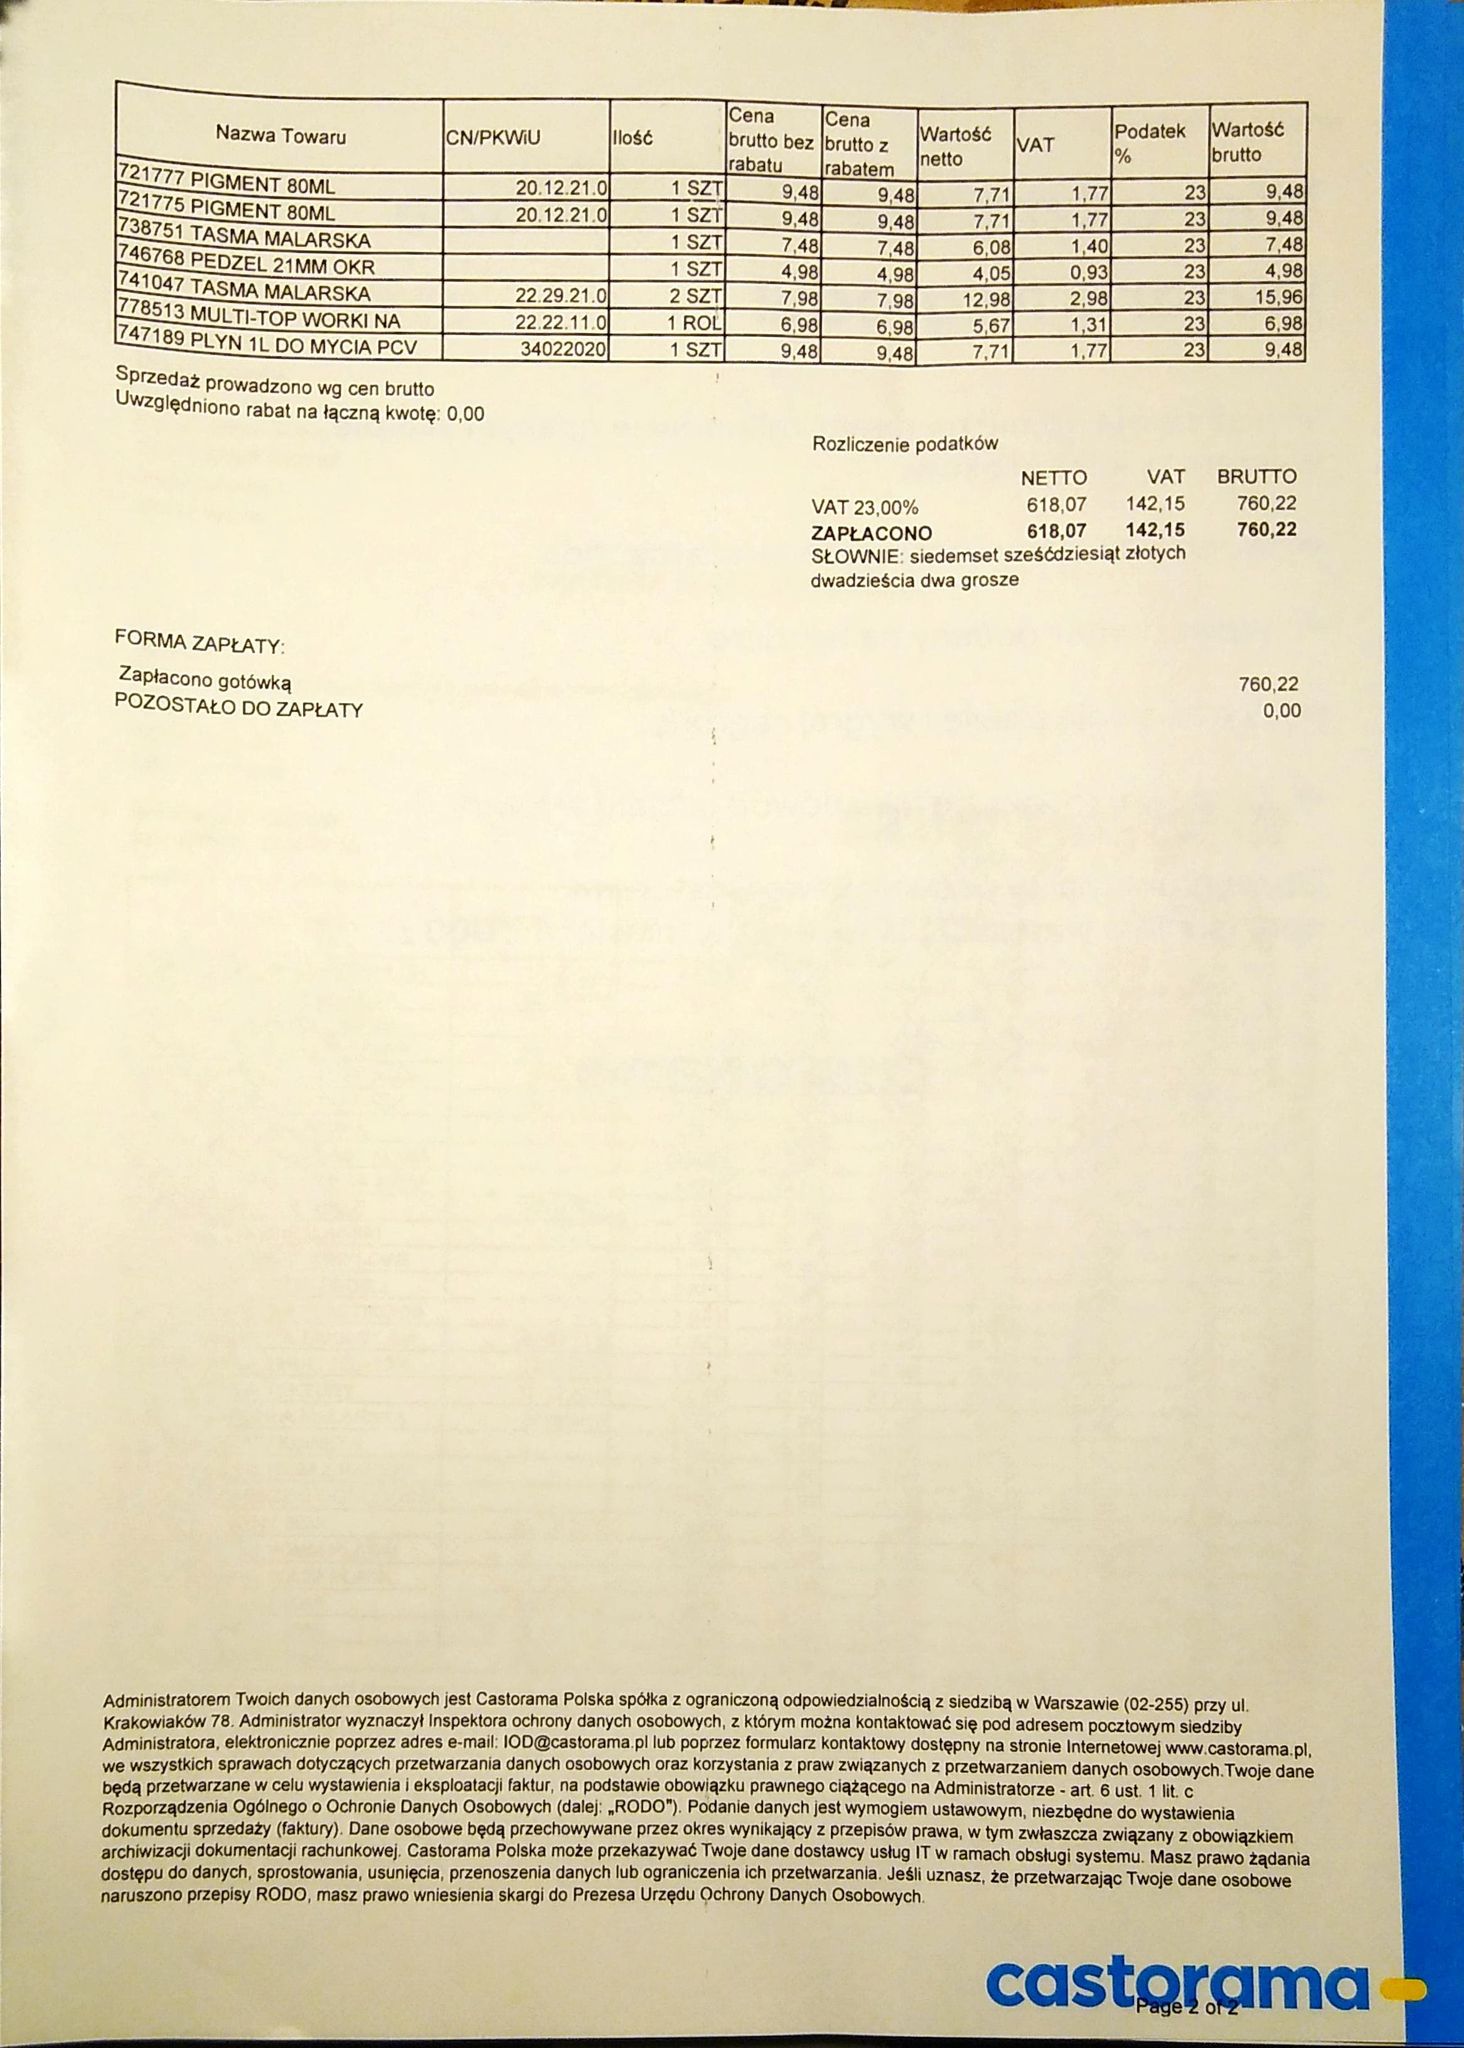 Nazwa Towaru CN/PKWiU Ilość Cena brutto bez rabatu Cena brutto z rabatem Wartość netto VAT Podatek % Wartość brutto
721777 PIGMENT 80ML 20.12.21.0 1 SZT 9,48 9,48 7,71 1,77 23 9,48
721775 PIGMENT 80ML 20.12.21.0 1 SZT 9,48 9,48 7,71 1,77 23 9,48
738751 TASMA MALARSKA 1 SZT 7,48 7,48 6,08 1,40 23 7,48
746768 PEDZEL 21MM OKR 1 SZT 4,98 4,98 4,05 0,93 23 4,98
741047 TASMA MALARSKA 22.29.21.0 2 SZT 7,98 7,98 12,98 2,98 23 15,96
778513 MULTI-TOP WORKI NA 22.22.11.0 1 ROL 6,98 6,98 5,67 1,31 23 6,98
747189 PLYN 1L DO MYCIA PCV 34022020 1 SZT 9,48 9,48 7,71 1,77 23 9,48
Sprzedaż prowadzono wg cen brutto
Uwzględniono rabat na łączną kwotę: 0,00
Rozliczenie podatków
NETTO VAT BRUTTO
VAT 23,00% 618,07 142,15 760,22
ZAPŁACONO 618,07 142,15 760,22
SŁOWNIE: siedemset sześćdziesiąt złotych
dwadzieścia dwa grosze
FORMA ZAPŁATY:
Zapłacono gotówką 760,22
POZOSTAŁO DO ZAPŁATY 0,00
Administratorem Twoich danych osobowych jest Castorama Polska spółka z ograniczoną odpowiedzialnością z siedzibą w Warszawie (02-255) przy ul.
Krakowiaków 78. Administrator wyznaczył Inspektora ochrony danych osobowych, z którym można kontaktować się pod adresem pocztowym siedziby
Administratora, elektronicznie poprzez adres e-mail: IOD@castorama.pl lub poprzez formularz kontaktowy dostępny na stronie Internetowej www.castorama.pl,
we wszystkich sprawach dotyczących przetwarzania danych osobowych oraz korzystania z praw związanych z przetwarzaniem danych osobowych.Twoje dane
będą przetwarzane w celu wystawienia i eksploatacji faktur, na podstawie obowiązku prawnego ciążącego na Administratorze - art. 6 ust. 1 lit. c
Rozporządzenia Ogólnego o Ochronie Danych Osobowych (dalej: „RODO"). Podanie danych jest wymogiem ustawowym, niezbędne do wystawienia
dokumentu sprzedaży (faktury). Dane osobowe będą przechowywane przez okres wynikający z przepisów prawa, w tym zwłaszcza związany z obowiązkiem
archiwizacji dokumentacji rachunkowej. Castorama Polska może przekazywać Twoje dane dostawcy usług IT w ramach obsługi systemu. Masz prawo żądania
dostępu do danych, sprostowania, usunięcia, przenoszenia danych lub ograniczenia ich przetwarzania. Jeśli uznasz, że przetwarzając Twoje dane osobowe
naruszono przepisy RODO, masz prawo wniesienia skargi do Prezesa Urzędu Ochrony Danych Osobowych.
castorama
Page 2 of 2